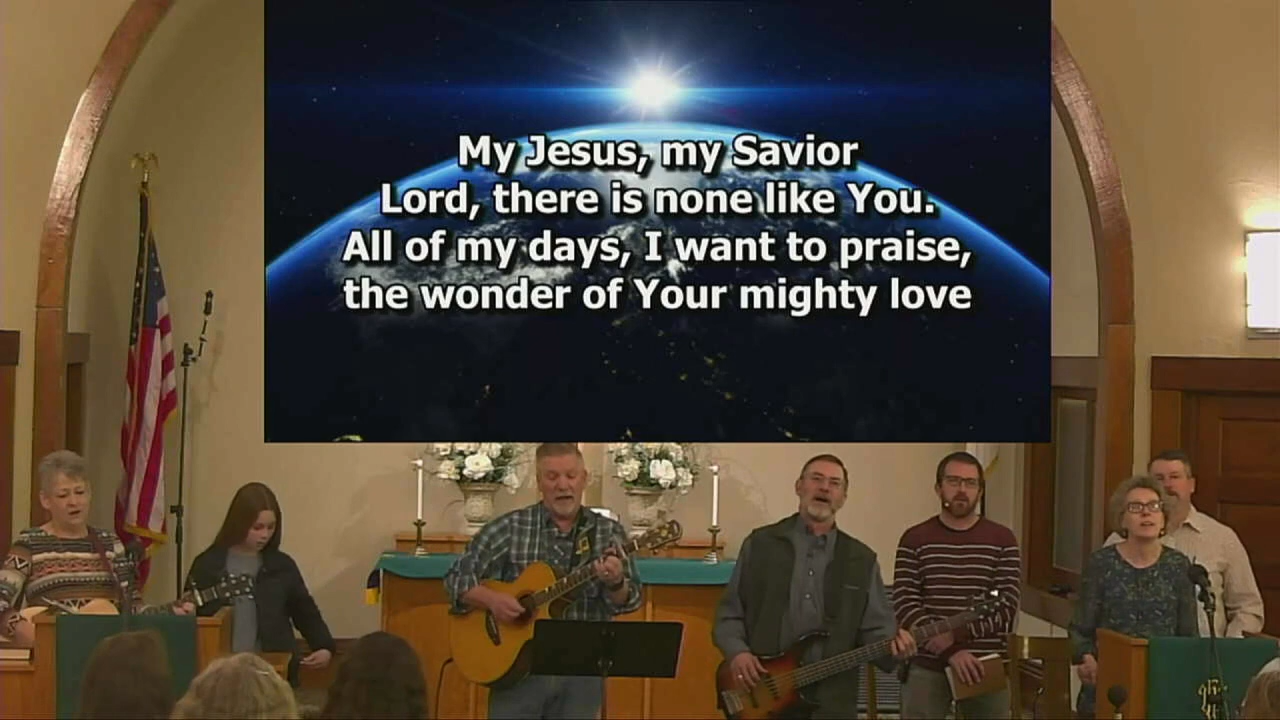 My Jesus, my Savior
Lord, there is none like You.
All of my days, I want to praise,
the wonder of Your mighty love